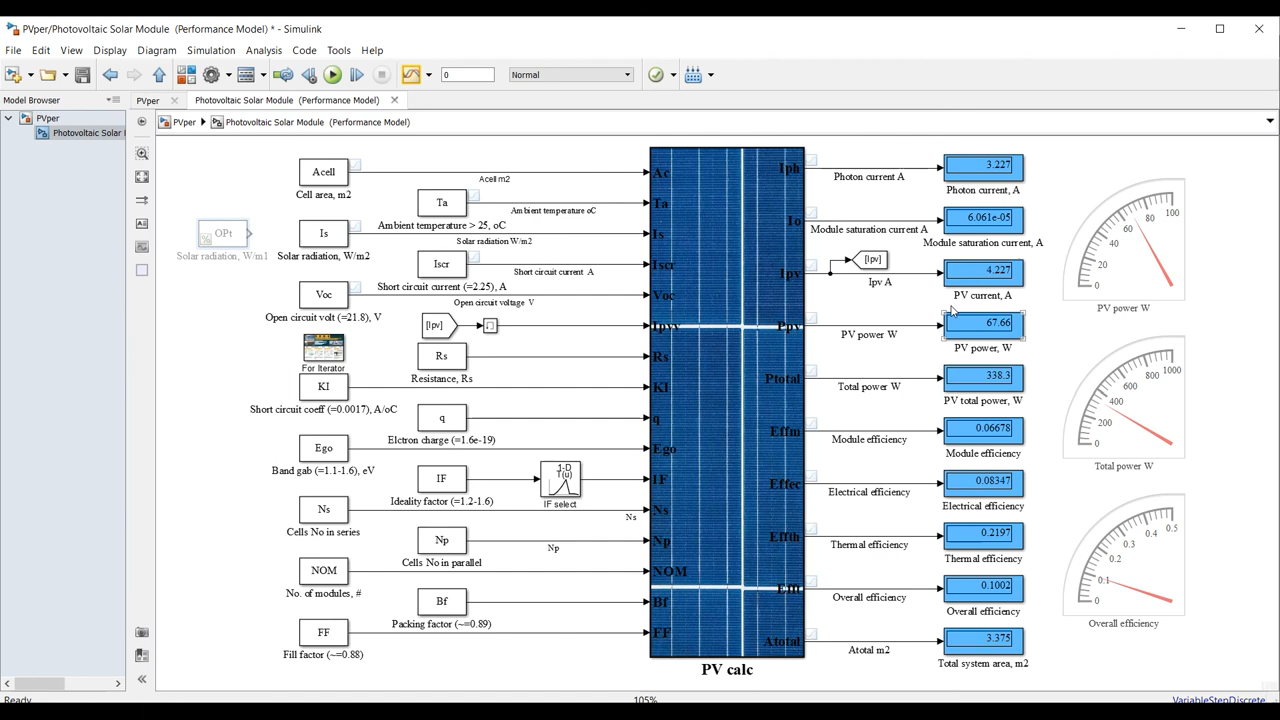 PVper/Photovoltaic Solar Module (Performance Model) * - Simulink
File Edit View Display Diagram Simulation Analysis Code Tools Help
0
Normal
Model Browser
PVper
Photovoltaic Solar Module (Performance Model)
PVper
Photovoltaic Solar M
PVper
Photovoltaic Solar Module (Performance Model)
Acell
Cell area, m2
Acell m2
Ta
Ambient temperature > 25, oC
Ambient temperature oC
OPt
Solar radiation, W/m1
Is
Solar radiation, W/m2
Solar radiation W/m2
Iscr
Short circuit current (=2.25), A
Short circuit current A
Voc
Open circuit volt (=21.8), V
Open circuit voltage V
[Ipv]
For Iterator
Rs
Resistance, Rs
KI
Short circuit coeff (=0.0017), A/oC
q
Elctron charge (=1.6e-19
Ego
Band gab (=1.1-1.6), eV
IF
Ideality factor (=1.2-1.
1-D
T(u)
IF select
Ns
Cells No in series
Ns
Np
Cells No in parallel
Np
NOM
No. of modules, #
Bf
Packing factor (~=0.89)
FF
Fill factor (~=0.88)
Ac
Ta
Is
Iscr
Voc
Ipvv
Rs
KI
q
Ego
IF
Ns
Np
NOM
Bf
FF
Iph
Io
Ipv
Ppv
Ptotal
Effm
Effec
Effth
Effi
Atotal
PV calc
Photon current A
Module saturation current A
[Ipv]
Ipv A
PV power W
Total power W
Module efficiency
Electrical efficiency
Thermal efficiency
Overall efficiency
Atotal m2
3.227
Photon current, A
6.061e-05
Module saturation current, A
4.227
PV current, A
67.66
PV power, W
338.3
PV total power, W
0.06678
Module efficiency
0.08347
Electrical efficiency
0.2197
Thermal efficiency
0.1002
Overall efficiency
3.375
Total system area, m2
0
40
60
100
V power W
0
400
600
800
1000
Total power W
0
0.4
0.5
Overall efficiency
Ready
105%
VariableStepDiscrete